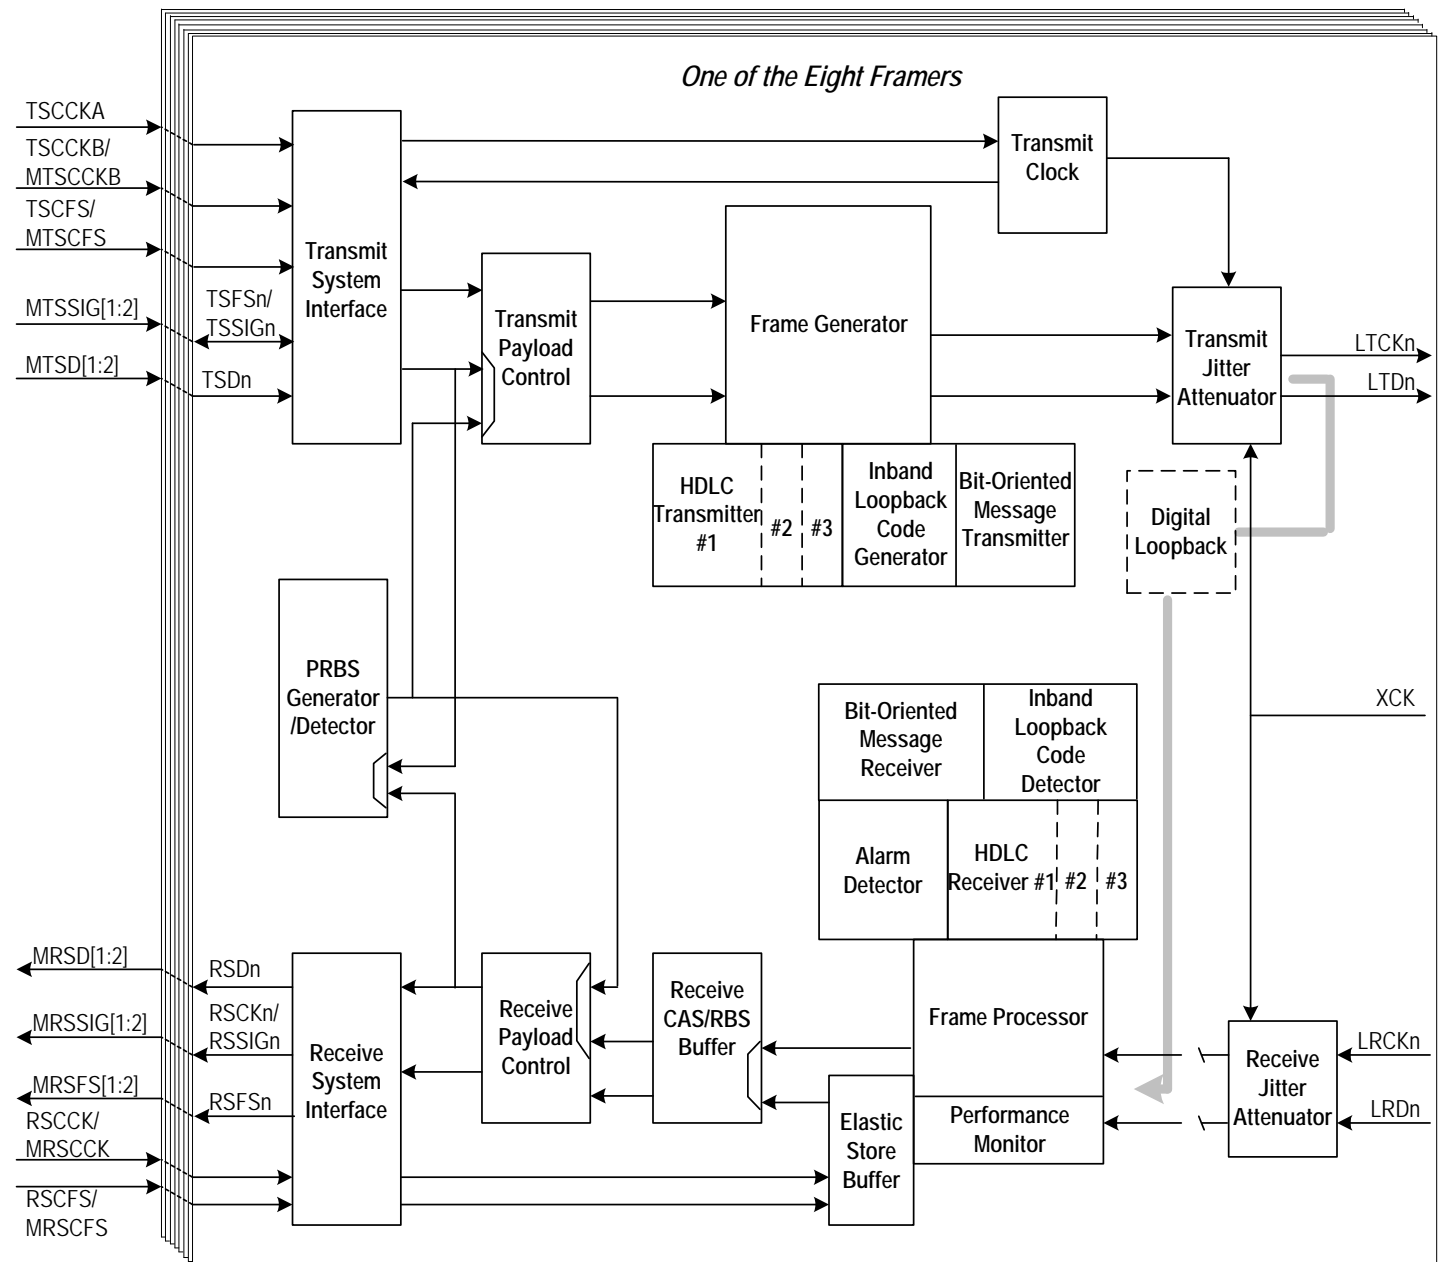 One of the Eight Framers
TSCCKA
TSCCKB/
MTSCCKB
TSCFS/
MTSCFS
MTSSIG[1:2]
MTSD[1:2]
TSFSn/
TSSIGn
TSDn
Transmit
System
Interface
Transmit
Payload
Control
Frame Generator
Transmit
Clock
Transmit
Jitter
Attenuator
LTCKn
LTDn
HDLC
Transmitter
#1
#2
#3
Inband
Loopback
Code
Generator
Bit-Oriented
Message
Transmitter
Digital
Loopback
PRBS
Generator
/Detector
XCK
Bit-Oriented
Message
Receiver
Inband
Loopback
Code
Detector
Alarm
Detector
HDLC
Receiver #1
#2
#3
MRSD[1:2]
MRSSIG[1:2]
MRSFS[1:2]
RSCCK/
MRSCCK
RSCFS/
MRSCFS
RSDn
RSCKn/
RSSIGn
RSFSn
Receive
System
Interface
Receive
Payload
Control
Receive
CAS/RBS
Buffer
Elastic
Store
Buffer
Frame Processor
Performance
Monitor
Receive
Jitter
Attenuator
LRCKn
LRDn